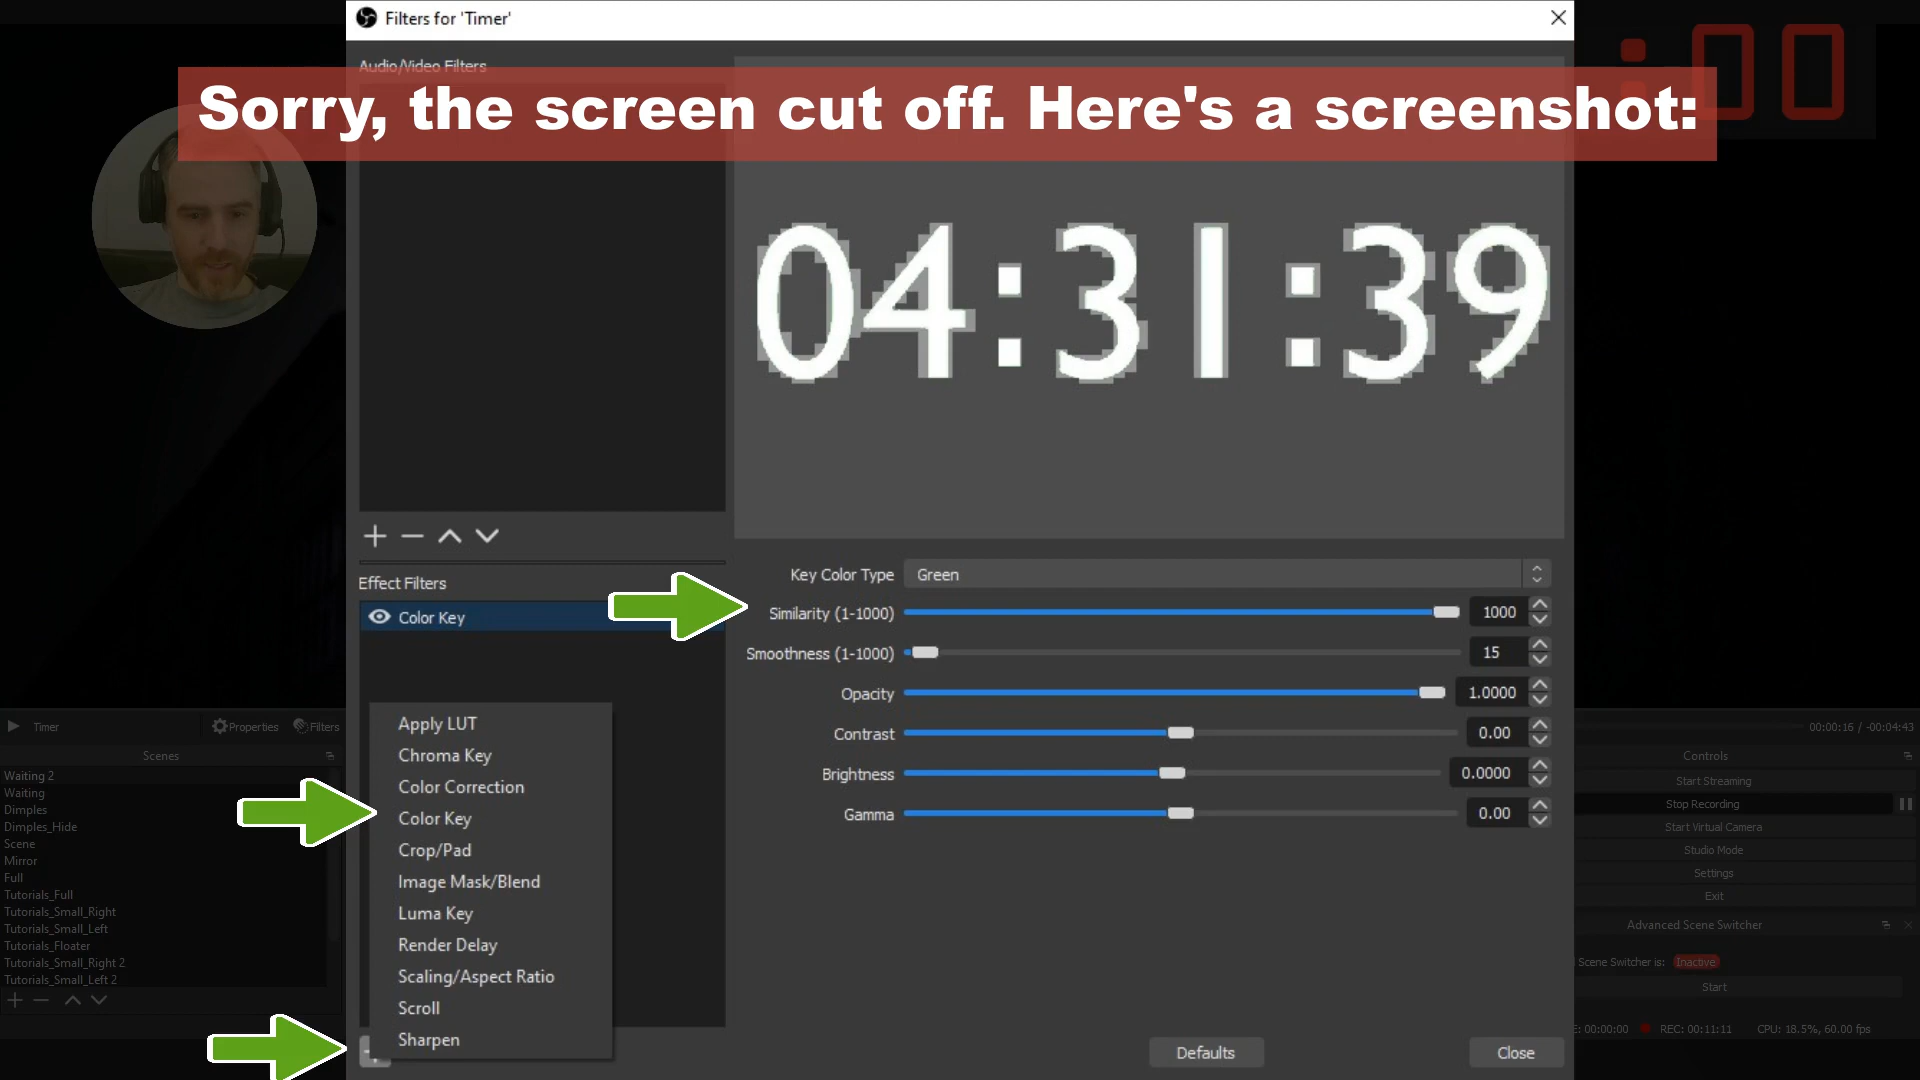 Filters for 'Timer'
Audio/Video Filters
:00
Sorry, the screen cut off. Here's a screenshot:
04:31:39
Effect Filters
Color Key
Key Color Type
Green
Similarity (1-1000)
1000
Smoothness (1-1000)
15
Opacity
1.0000
Contrast
0.00
Brightness
0.0000
Gamma
0.00
Apply LUT
Chroma Key
Color Correction
Color Key
Crop/Pad
Image Mask/Blend
Luma Key
Render Delay
Scaling/Aspect Ratio
Scroll
Sharpen
Defaults
Close
Timer
Properties
Filters
Scenes
Waiting 2
Waiting
Dimples
Dimples_Hide
Scene
Mirror
Full
Tutorials_Full
Tutorials_Small_Right
Tutorials_Small_Left
Tutorials_Floater
Tutorials_Small_Right 2
Tutorials_Small_Left 2
00:00:16 / -00:04:43
Controls
Start Streaming
Stop Recording
Start Virtual Camera
Studio Mode
Settings
Exit
Advanced Scene Switcher
Scene Switcher is:
Inactive
Start
E: 00:00:00
REC: 00:11:11
CPU: 18.5%, 60.00 fps